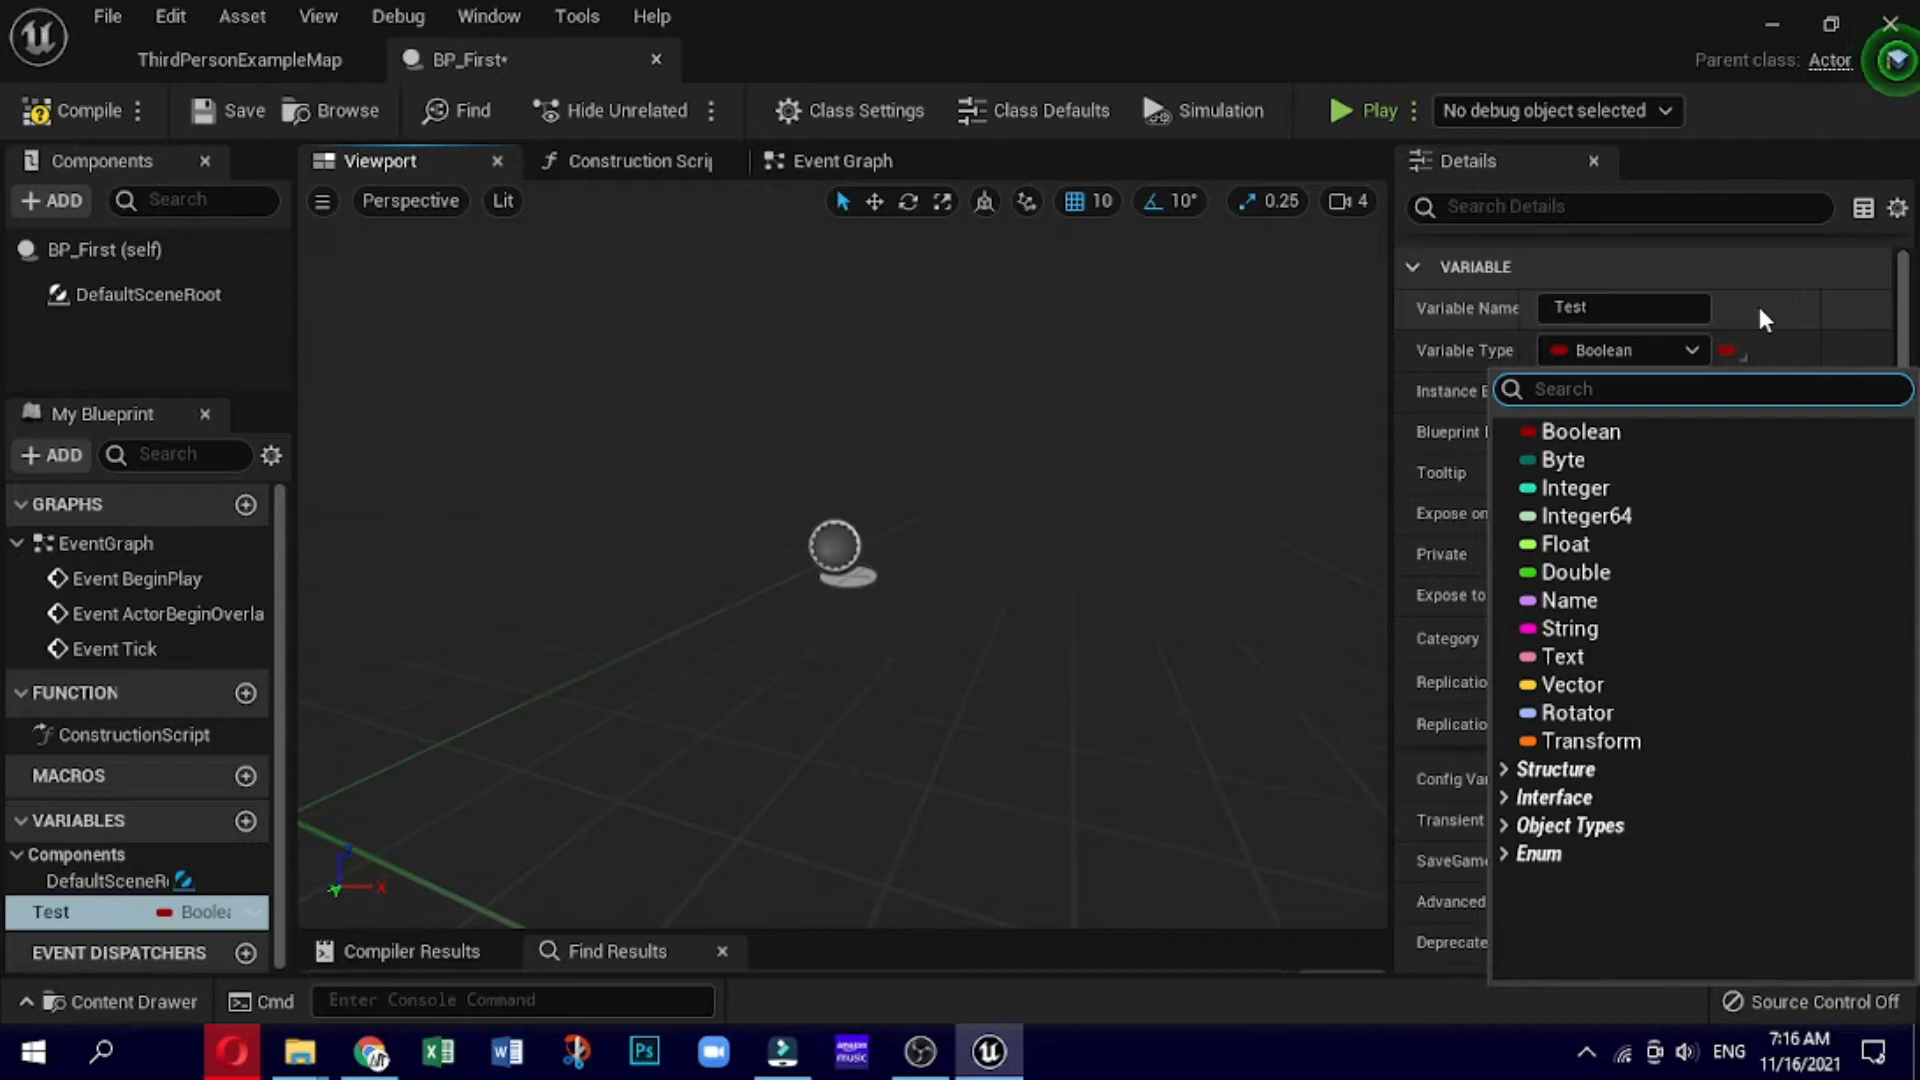 File Edit Asset View Debug Window Tools Help
ThirdPersonExampleMap BP_First* Parent class: Actor
Compile Save Browse Find Hide Unrelated Class Settings Class Defaults Simulation Play No debug object selected
Components Viewport Construction Scrip Event Graph Details
+ ADD Search Perspective Lit 10 10° 0.25 4 Search Details
BP_First (self) VARIABLE
DefaultSceneRoot Variable Name Test
Variable Type Boolean
Search
My Blueprint Instance E
+ ADD Search Blueprint Boolean
Tooltip Byte
GRAPHS Integer
Expose on Integer64
EventGraph Private Float
Event BeginPlay Double
Event ActorBeginOverla Expose to Name
Event Tick Category String
Text
FUNCTION Replicatio Vector
ConstructionScript Replicatio Rotator
Transform
MACROS Config Va Structure
Interface
VARIABLES Transient Object Types
Components SaveGame Enum
DefaultSceneR
Z X Y
Test Boolea Advanced
EVENT DISPATCHERS Compiler Results Find Results Deprecate
Content Drawer Cmd Enter Console Command Source Control Off
Ps amazon music ENG 7:16 AM
11/16/2021